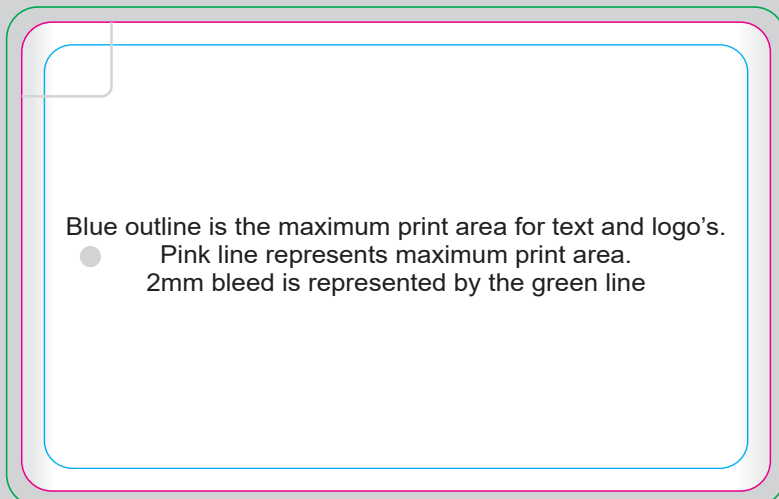 Blue outline is the maximum print area for text and logo’s.
Pink line represents maximum print area.
2mm bleed is represented by the green line